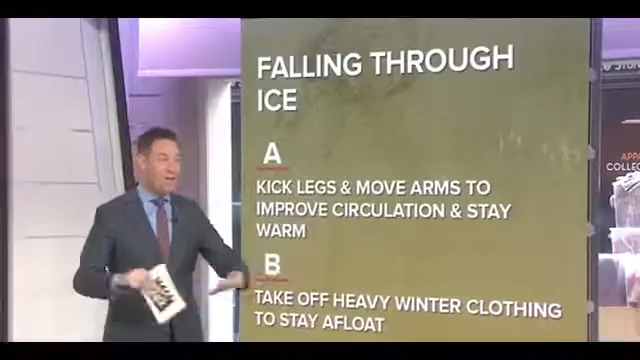 FALLING THROUGH
ICE
A
KICK LEGS & MOVE ARMS TO
IMPROVE CIRCULATION & STAY
WARM
B
TAKE OFF HEAVY WINTER CLOTHING
TO STAY AFLOAT